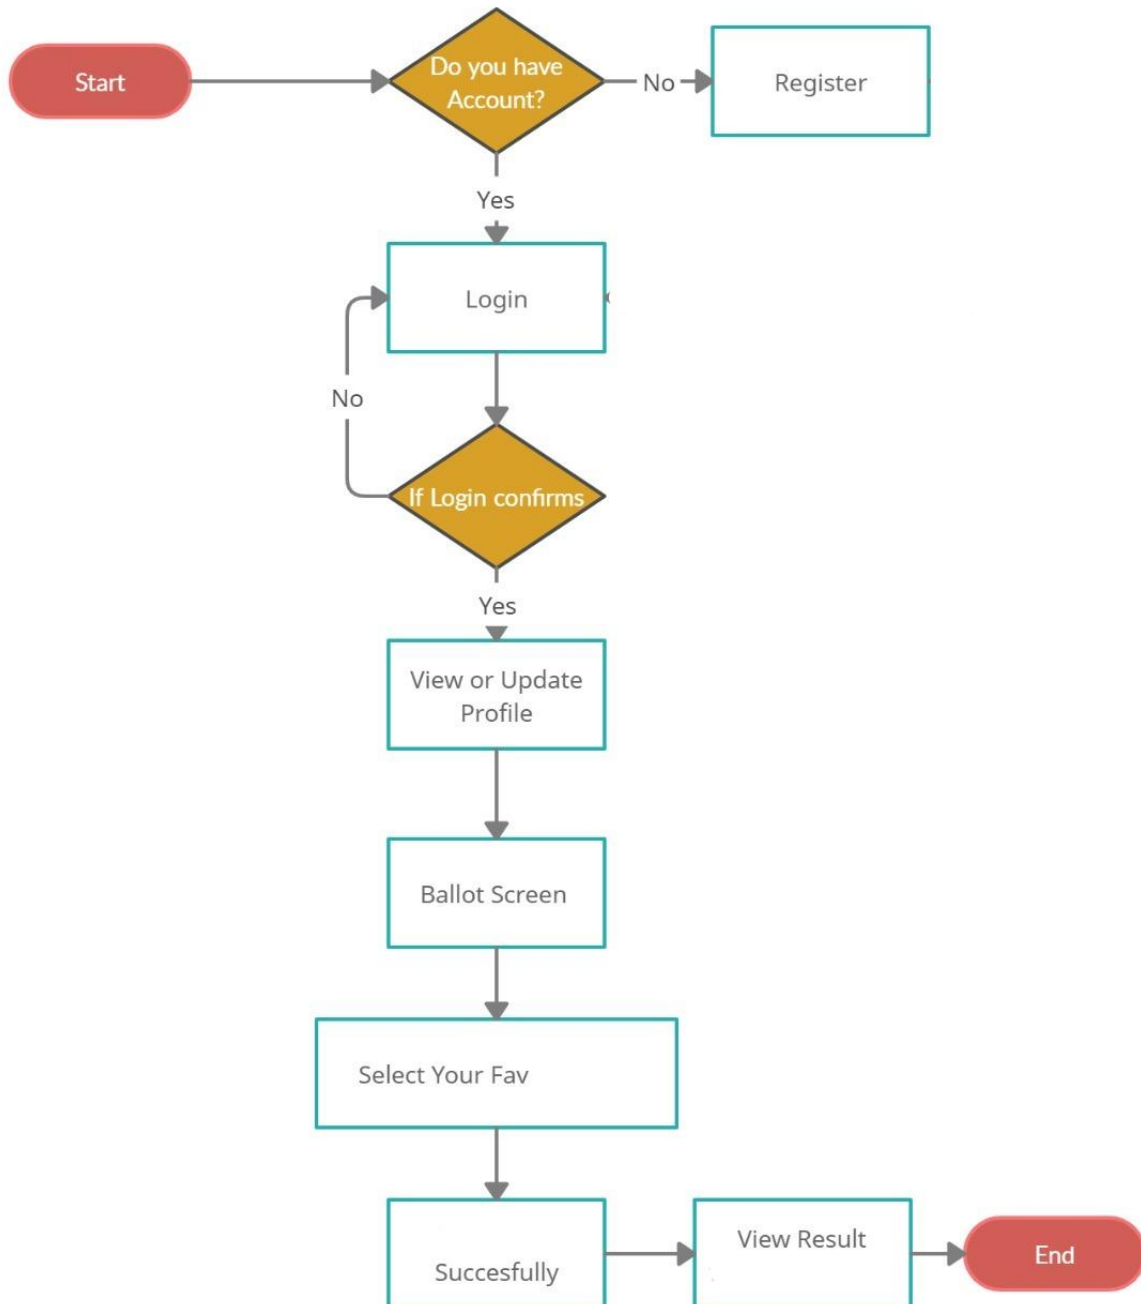 Start
Do you have
Account?
No
Register
Yes
Login
No
If Login confirms
Yes
View or Update
Profile
Ballot Screen
Select Your Fav
Succesfully
View Result
End